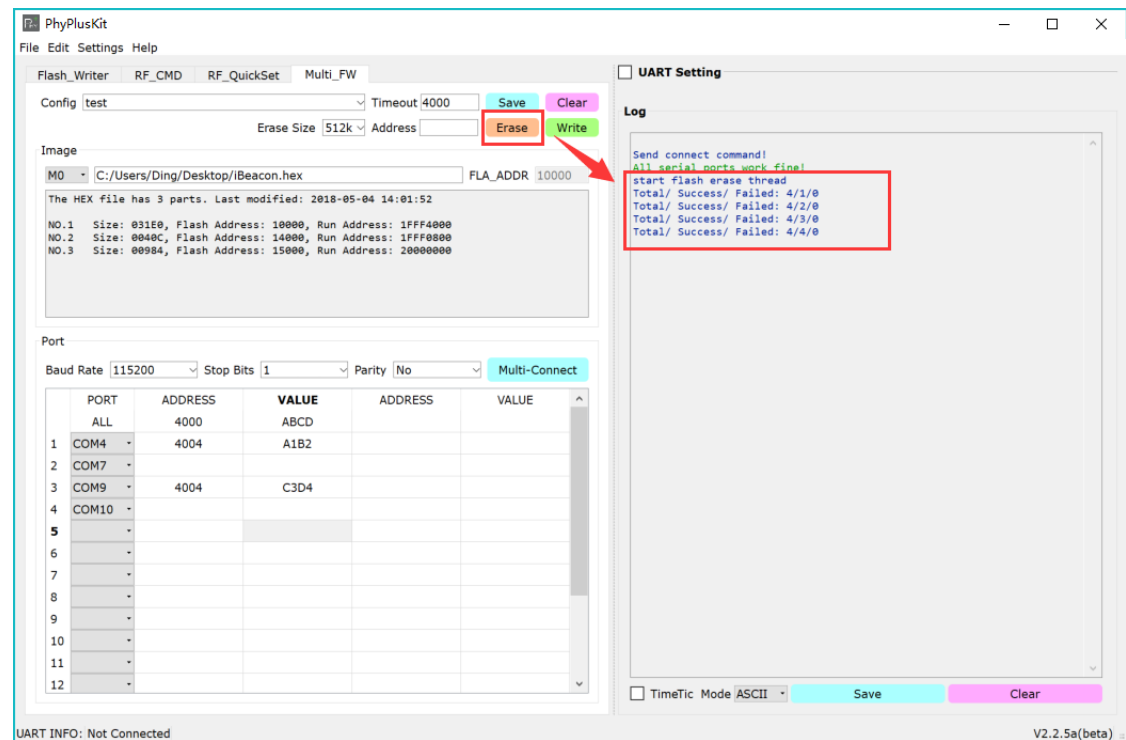 PhyPlusKit
File Edit Settings Help
Flash_Writer RF_CMD RF_QuickSet Multi_FW
Config test Timeout 4000 Save Clear
Erase Size 512k Address Erase Write
Image
M0 C:/Users/Ding/Desktop/iBeacon.hex FLA_ADDR 10000
The HEX file has 3 parts. Last modified: 2018-05-04 14:01:52
NO.1 Size: 031E0, Flash Address: 10000, Run Address: 1FFF4000
NO.2 Size: 0040C, Flash Address: 14000, Run Address: 1FFF0800
NO.3 Size: 00984, Flash Address: 15000, Run Address: 20000000
Port
Baud Rate 115200 Stop Bits 1 Parity No Multi-Connect
PORT ADDRESS VALUE ADDRESS VALUE
ALL 4000 ABCD
1 COM4 4004 A1B2
2 COM7
3 COM9 4004 C3D4
4 COM10
5
6
7
8
9
10
11
12
UART Setting
Log
Send connect command!
All serial ports work fine!
start flash erase thread
Total/ Success/ Failed: 4/1/0
Total/ Success/ Failed: 4/2/0
Total/ Success/ Failed: 4/3/0
Total/ Success/ Failed: 4/4/0
TimeTic Mode ASCII Save Clear
UART INFO: Not Connected V2.2.5a(beta)